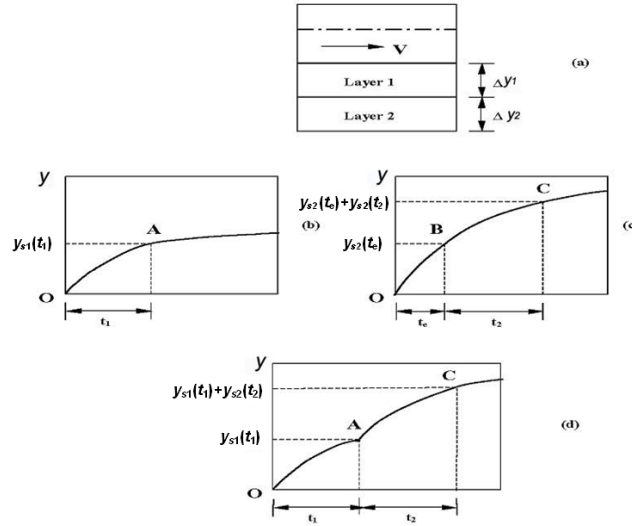 V
(a)
Layer 1
Δy1
Layer 2
Δy2
y
A
ys1(t1)
(b)
O
t1
y
C
ys2(te)+ys2(t2)
B
ys2(te)
(c
O
te
t2
y
C
ys1(t1)+ys2(t2)
A
ys1(t1)
(d)
O
t1
t2